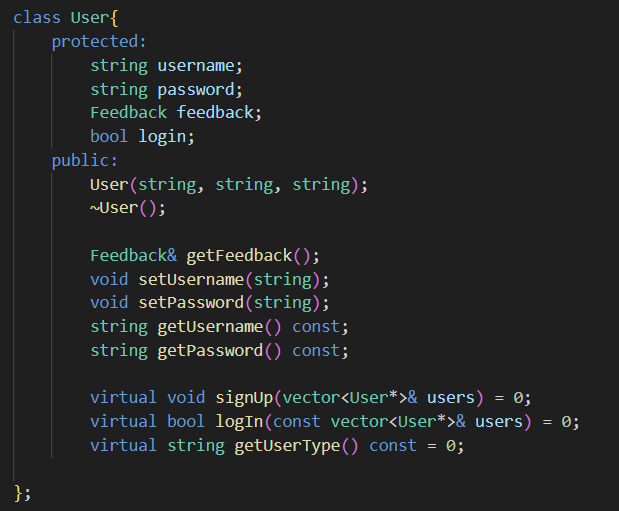 class User{
    protected:
        string username;
        string password;
        Feedback feedback;
        bool login;
    public:
        User(string, string, string);
        ~User();

        Feedback& getFeedback();
        void setUsername(string);
        void setPassword(string);
        string getUsername() const;
        string getPassword() const;

        virtual void signUp(vector<User*>& users) = 0;
        virtual bool logIn(const vector<User*>& users) = 0;
        virtual string getUserType() const = 0;

};